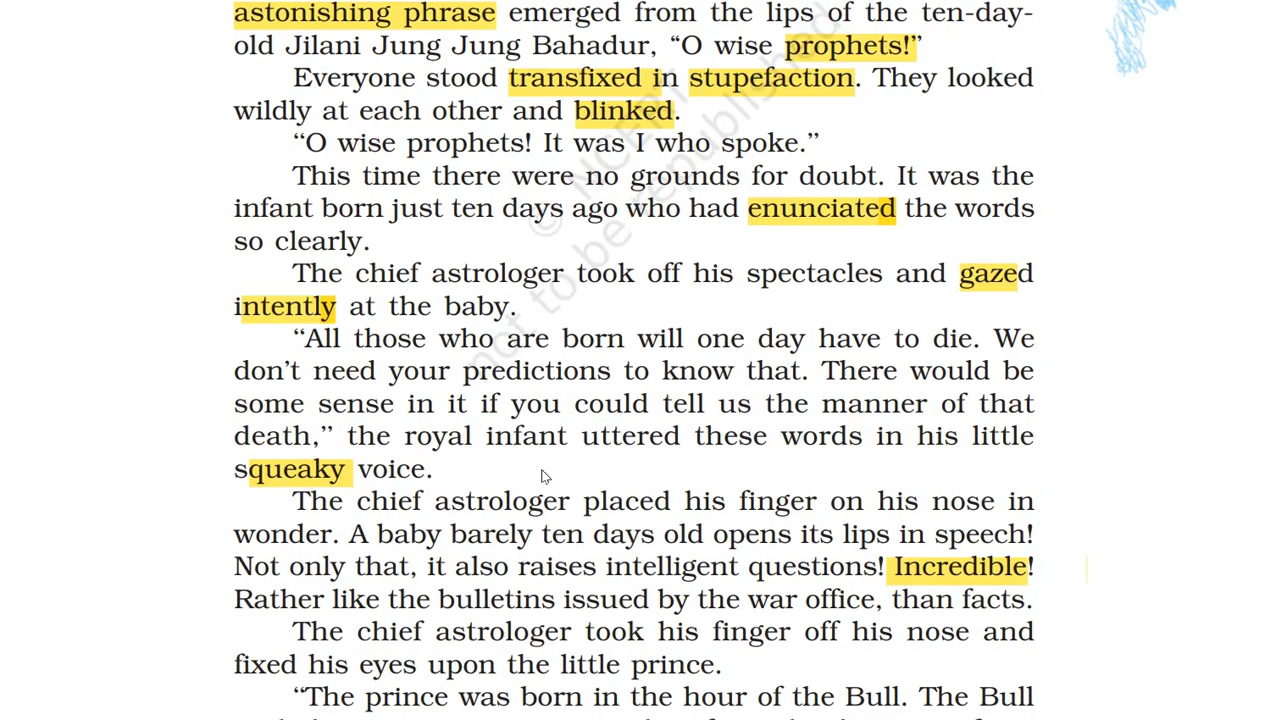 astonishing phrase emerged from the lips of the ten-day-
old Jilani Jung Jung Bahadur, “O wise prophets!”
Everyone stood transfixed in stupefaction. They looked
wildly at each other and blinked.
“O wise prophets! It was I who spoke.”
This time there were no grounds for doubt. It was the
infant born just ten days ago who had enunciated the words
so clearly.
The chief astrologer took off his spectacles and gazed
intently at the baby.
“All those who are born will one day have to die. We
don’t need your predictions to know that. There would be
some sense in it if you could tell us the manner of that
death,” the royal infant uttered these words in his little
squeaky voice.
The chief astrologer placed his finger on his nose in
wonder. A baby barely ten days old opens its lips in speech!
Not only that, it also raises intelligent questions! Incredible!
Rather like the bulletins issued by the war office, than facts.
The chief astrologer took his finger off his nose and
fixed his eyes upon the little prince.
“The prince was born in the hour of the Bull. The Bull
© NCERT
not to be republished